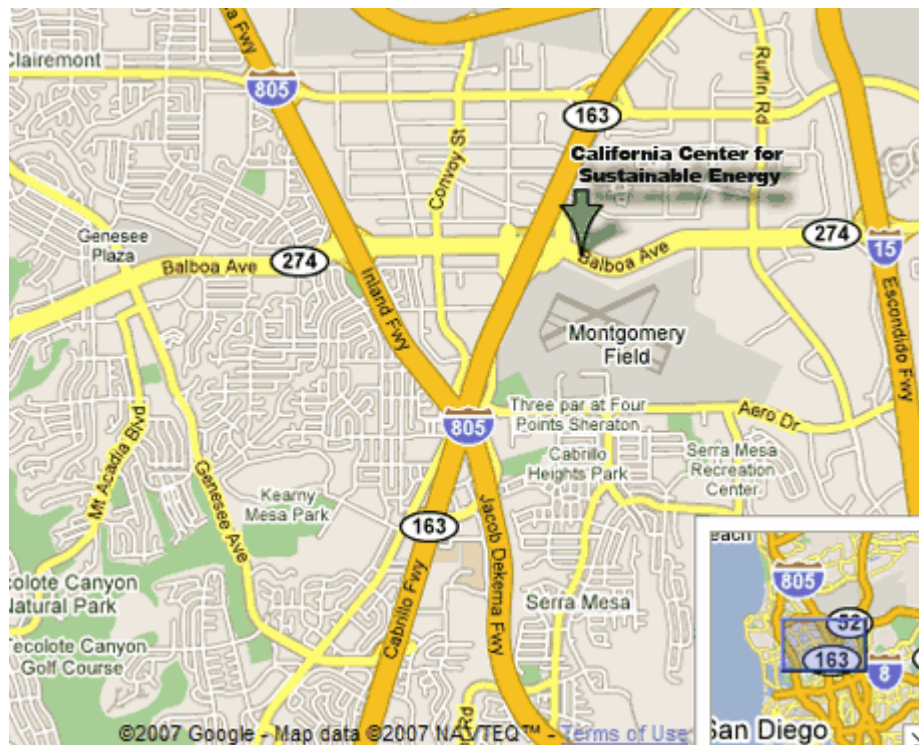 Clairemont
805
a Fwy
163
Ruffin Rd
Convoy St
California Center for
Sustainable Energy
Genesee
Plaza
274
Balboa Ave
274
15
Balboa Ave
Inland Fwy
Escondido Fwy
Montgomery
Field
805
Three par at Four
Points Sheraton
Aero Dr
Mt Acadia Blvd
Genesee Ave
Cabrillo
Heights Park
Serra Mesa
Recreation
Center
Kearny
Mesa Park
163
Jacob Dekema Fwy
Cabrillo Fwy
Serra Mesa
colote Canyon
Natural Park
ecolote Canyon
Golf Course
Rd
each
805
52
163
8
San Diego
©2007 Google - Map data ©2007 NAVTEQ™ - Terms of Use